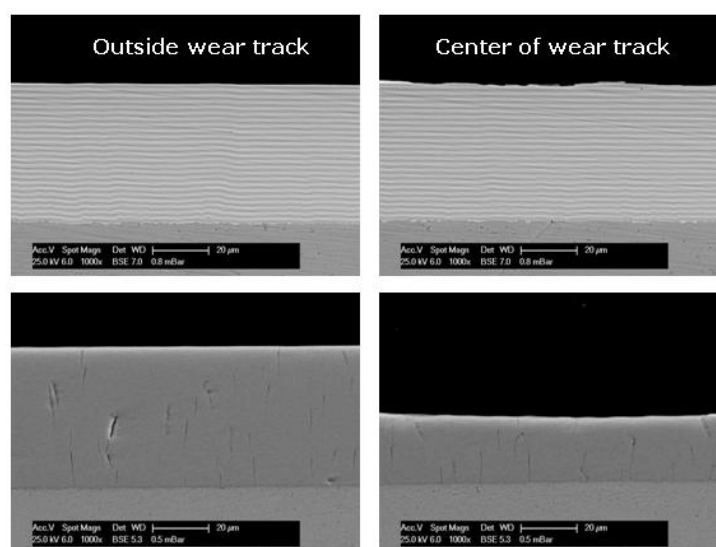 Outside wear track
Center of wear track
Acc.V Spot Magn Det WD 20 µm
25.0 kV 6.0 1000x BSE 7.0 0.8 mBar
Acc.V Spot Magn Det WD 20 µm
25.0 kV 6.0 1000x BSE 7.0 0.8 mBar
Acc.V Spot Magn Det WD 20 µm
25.0 kV 6.0 1000x BSE 5.3 0.5 mBar
Acc.V Spot Magn Det WD 20 µm
25.0 kV 6.0 1000x BSE 5.3 0.5 mBar